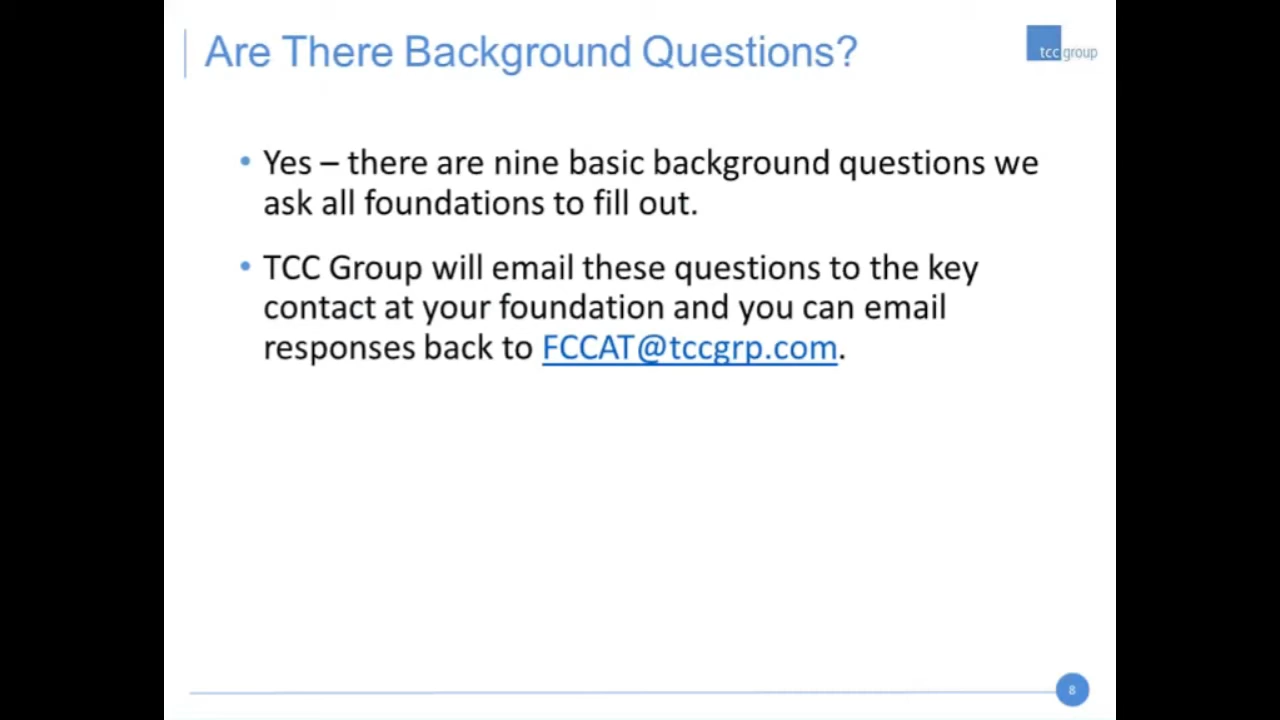 Are There Background Questions?
tcc group
• Yes – there are nine basic background questions we
ask all foundations to fill out.
• TCC Group will email these questions to the key
contact at your foundation and you can email
responses back to FCCAT@tccgrp.com.
8